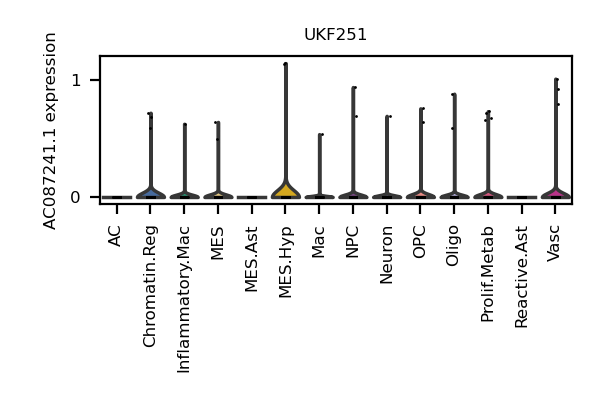 UKF251
AC087241.1 expression
1
0
AC
Chromatin.Reg
Inflammatory.Mac
MES
MES.Ast
MES.Hyp
Mac
NPC
Neuron
OPC
Oligo
Prolif.Metab
Reactive.Ast
Vasc